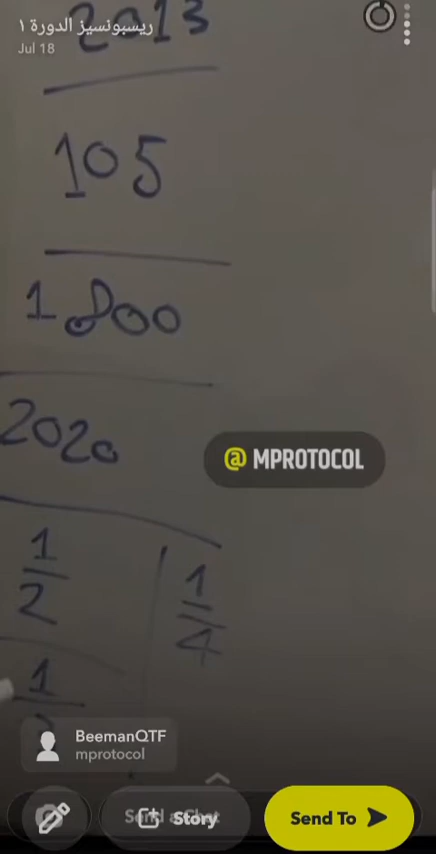 2013
ريسبونسيز الدورة ١
Jul 18
105
1800
2020
@ MPROTOCOL
1/2
1/4
1
BeemanQTF
mprotocol
Story
Send To